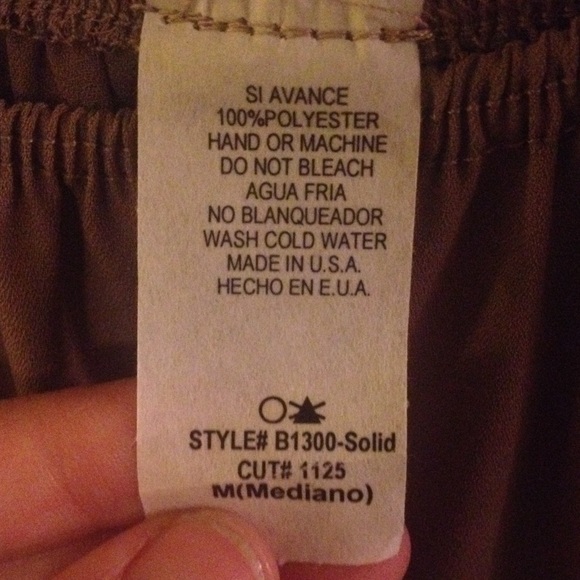 SI AVANCE
100%POLYESTER
HAND OR MACHINE
DO NOT BLEACH
AGUA FRIA
NO BLANQUEADOR
WASH COLD WATER
MADE IN U.S.A.
HECHO EN E.U.A.
STYLE# B1300-Solid
CUT# 1125
M(Mediano)